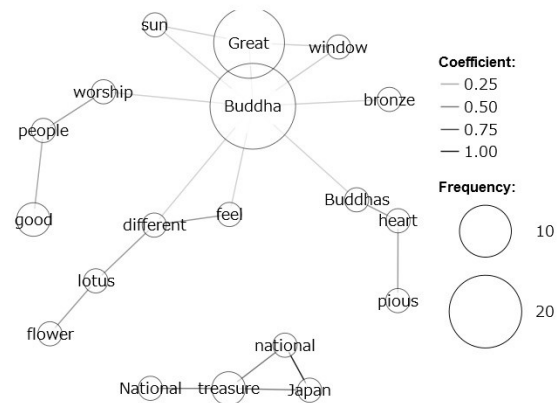 sun
Great
window
Coefficient:
0.25
0.50
0.75
1.00
worship
Buddha
bronze
people
Frequency:
10
20
good
different
feel
Buddhas
heart
lotus
pious
flower
national
National
treasure
Japan